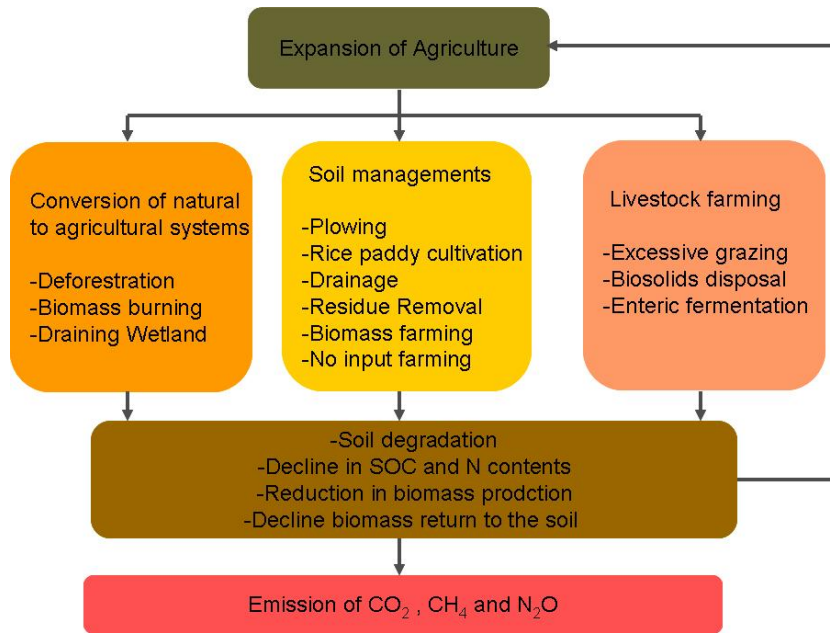 Expansion of Agriculture
Conversion of natural
to agricultural systems
-Deforestration
-Biomass burning
-Draining Wetland
Soil managements
-Plowing
-Rice paddy cultivation
-Drainage
-Residue Removal
-Biomass farming
-No input farming
Livestock farming
-Excessive grazing
-Biosolids disposal
-Enteric fermentation
-Soil degradation
-Decline in SOC and N contents
-Reduction in biomass prodction
-Decline biomass return to the soil
Emission of CO₂ , CH₄ and N₂O